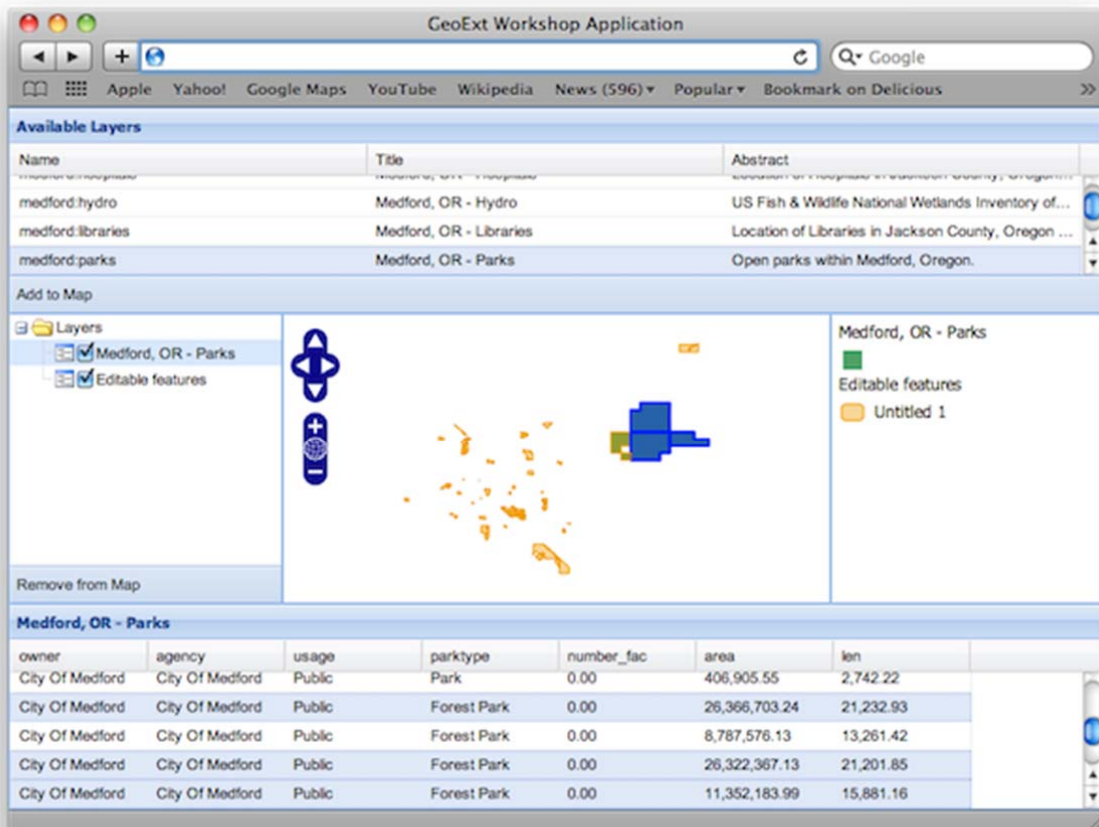 GeoExt Workshop Application
Google
Apple Yahoo! Google Maps YouTube Wikipedia News (596) Popular Bookmark on Delicious
Available Layers
Name Title Abstract
medford:hydro Medford, OR - Hydro US Fish & Wildlife National Wetlands Inventory of...
medford:libraries Medford, OR - Libraries Location of Libraries in Jackson County, Oregon ...
medford:parks Medford, OR - Parks Open parks within Medford, Oregon.
Add to Map
Layers
Medford, OR - Parks
Editable features
Medford, OR - Parks
Editable features
Untitled 1
Remove from Map
Medford, OR - Parks
owner agency usage parktype number_fac area len
City Of Medford City Of Medford Public Park 0.00 406,905.55 2,742.22
City Of Medford City Of Medford Public Forest Park 0.00 26,366,703.24 21,232.93
City Of Medford City Of Medford Public Forest Park 0.00 8,787,576.13 13,261.42
City Of Medford City Of Medford Public Forest Park 0.00 26,322,367.13 21,201.85
City Of Medford City Of Medford Public Forest Park 0.00 11,352,183.99 15,881.16